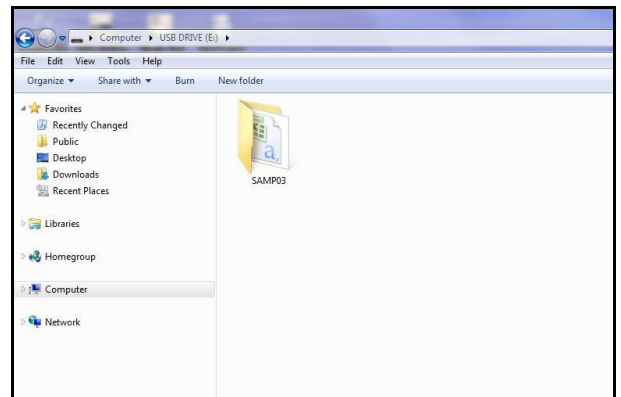 Computer ▸ USB DRIVE (E:) ▸
File Edit View Tools Help
Organize Share with Burn New folder
Favorites
Recently Changed
Public
Desktop
Downloads
Recent Places
Libraries
Homegroup
Computer
Network
SAMP03